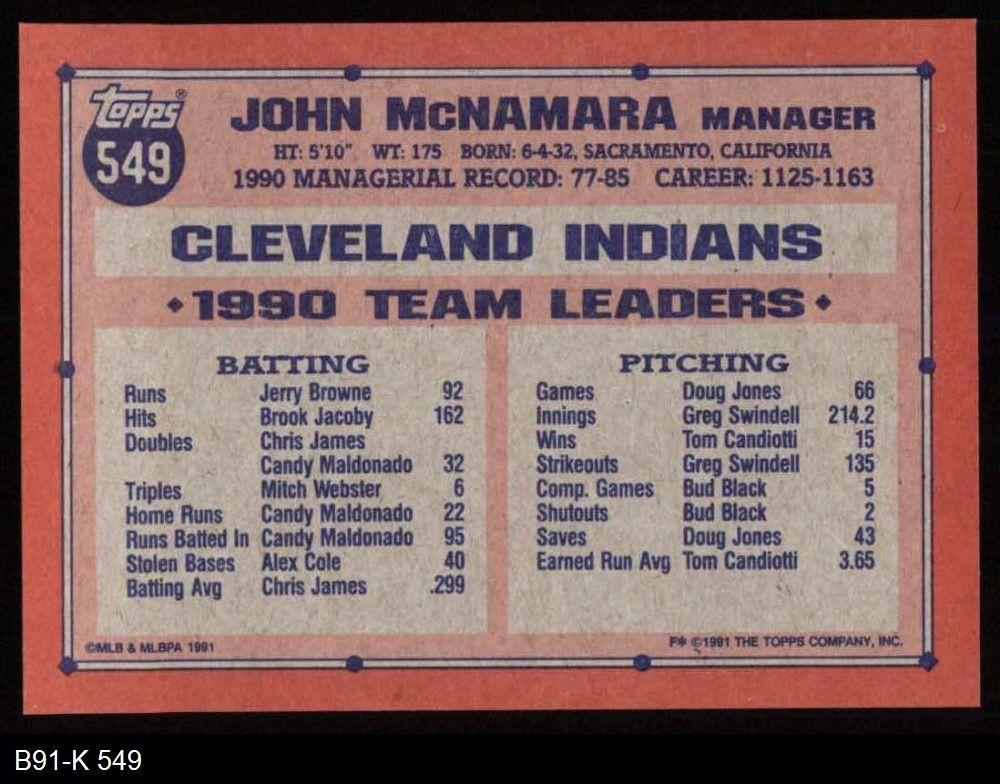 topps®
549
JOHN McNAMARA MANAGER
HT: 5'10" WT: 175 BORN: 6-4-32, SACRAMENTO, CALIFORNIA
1990 MANAGERIAL RECORD: 77-85 CAREER: 1125-1163
CLEVELAND INDIANS
1990 TEAM LEADERS
BATTING
Runs Jerry Browne 92
Hits Brook Jacoby 162
Doubles Chris James
Candy Maldonado 32
Triples Mitch Webster 6
Home Runs Candy Maldonado 22
Runs Batted In Candy Maldonado 95
Stolen Bases Alex Cole 40
Batting Avg Chris James .299
PITCHING
Games Doug Jones 66
Innings Greg Swindell 214.2
Wins Tom Candiotti 15
Strikeouts Greg Swindell 135
Comp. Games Bud Black 5
Shutouts Bud Black 2
Saves Doug Jones 43
Earned Run Avg Tom Candiotti 3.65
©MLB & MLBPA 1991
F* ©1991 THE TOPPS COMPANY, INC.
B91-K 549